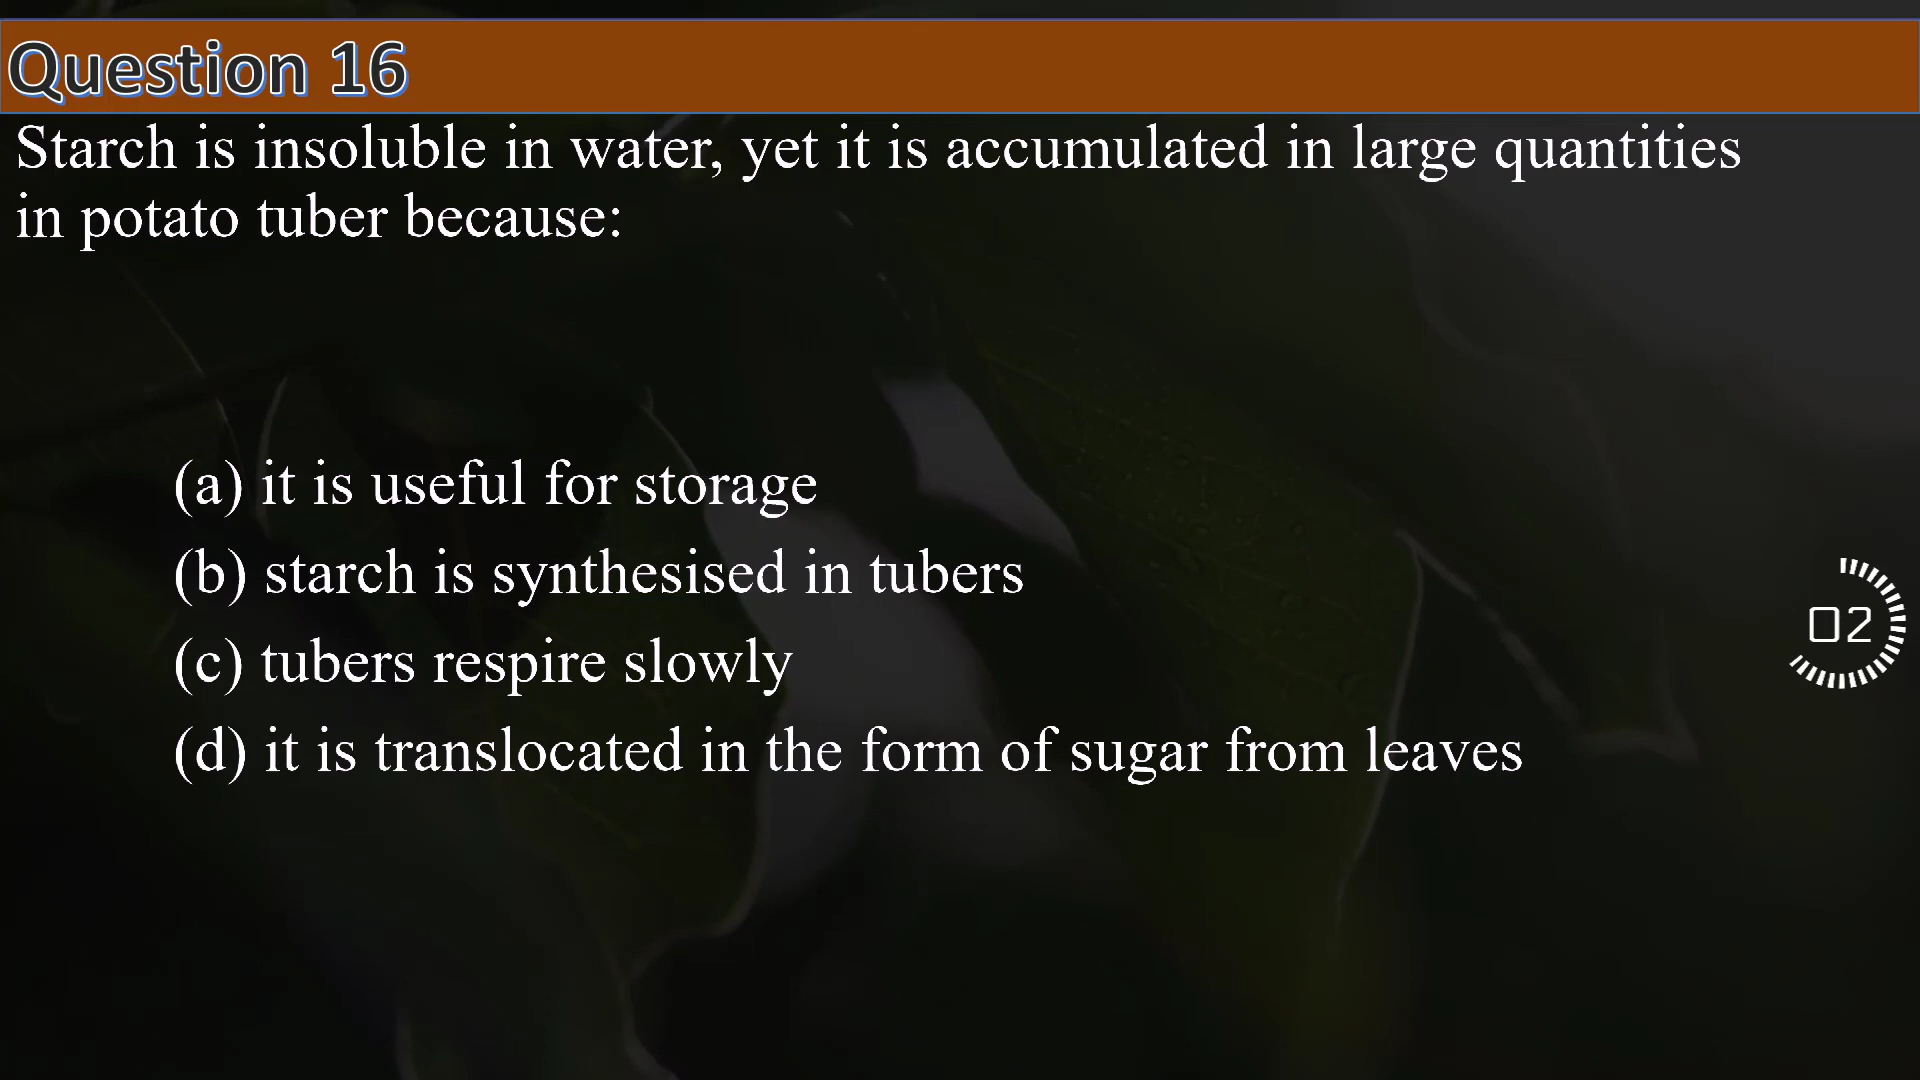 Question 16
Starch is insoluble in water, yet it is accumulated in large quantities
in potato tuber because:
(a) it is useful for storage
(b) starch is synthesised in tubers
(c) tubers respire slowly
(d) it is translocated in the form of sugar from leaves
02